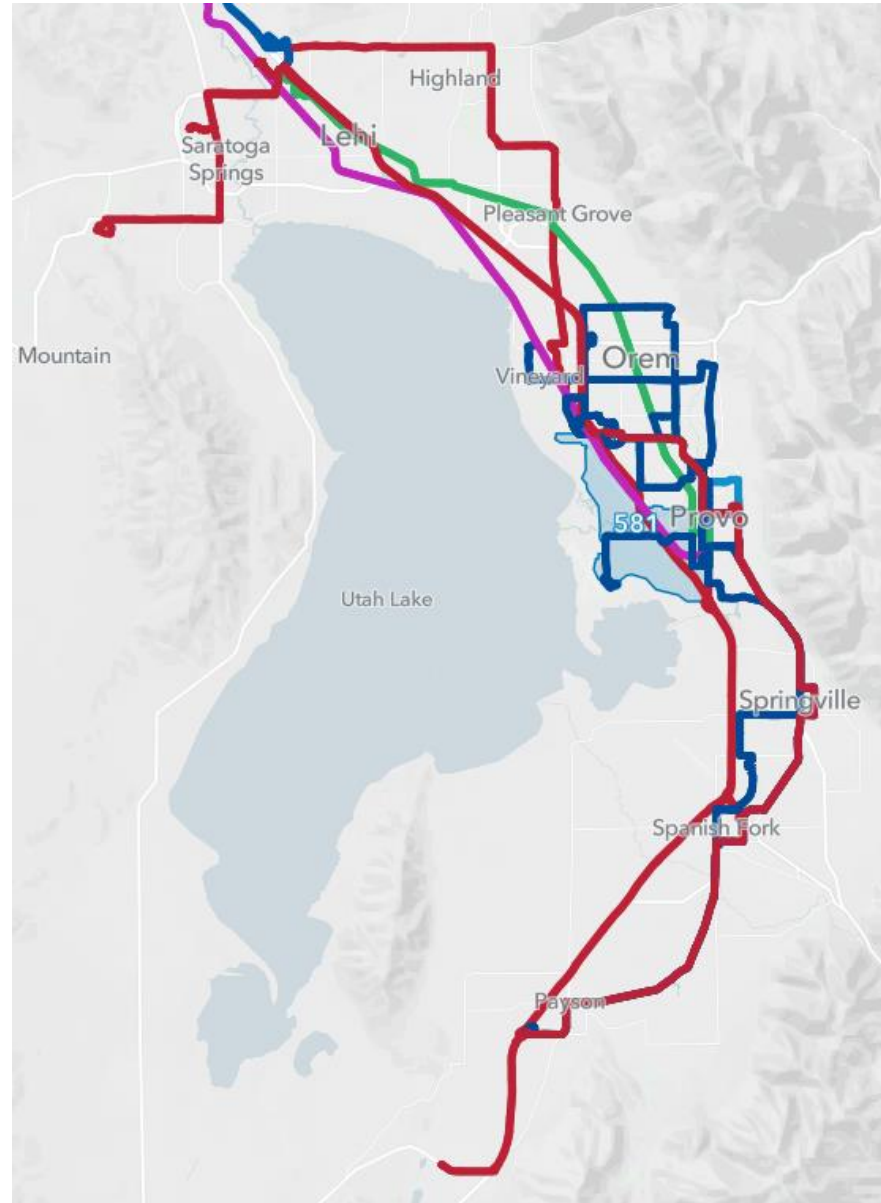 Highland
Lehi
Saratoga
Springs
Pleasant Grove
Mountain
Orem
Vineyard
581
Provo
Utah Lake
Springville
Spanish Fork
Payson